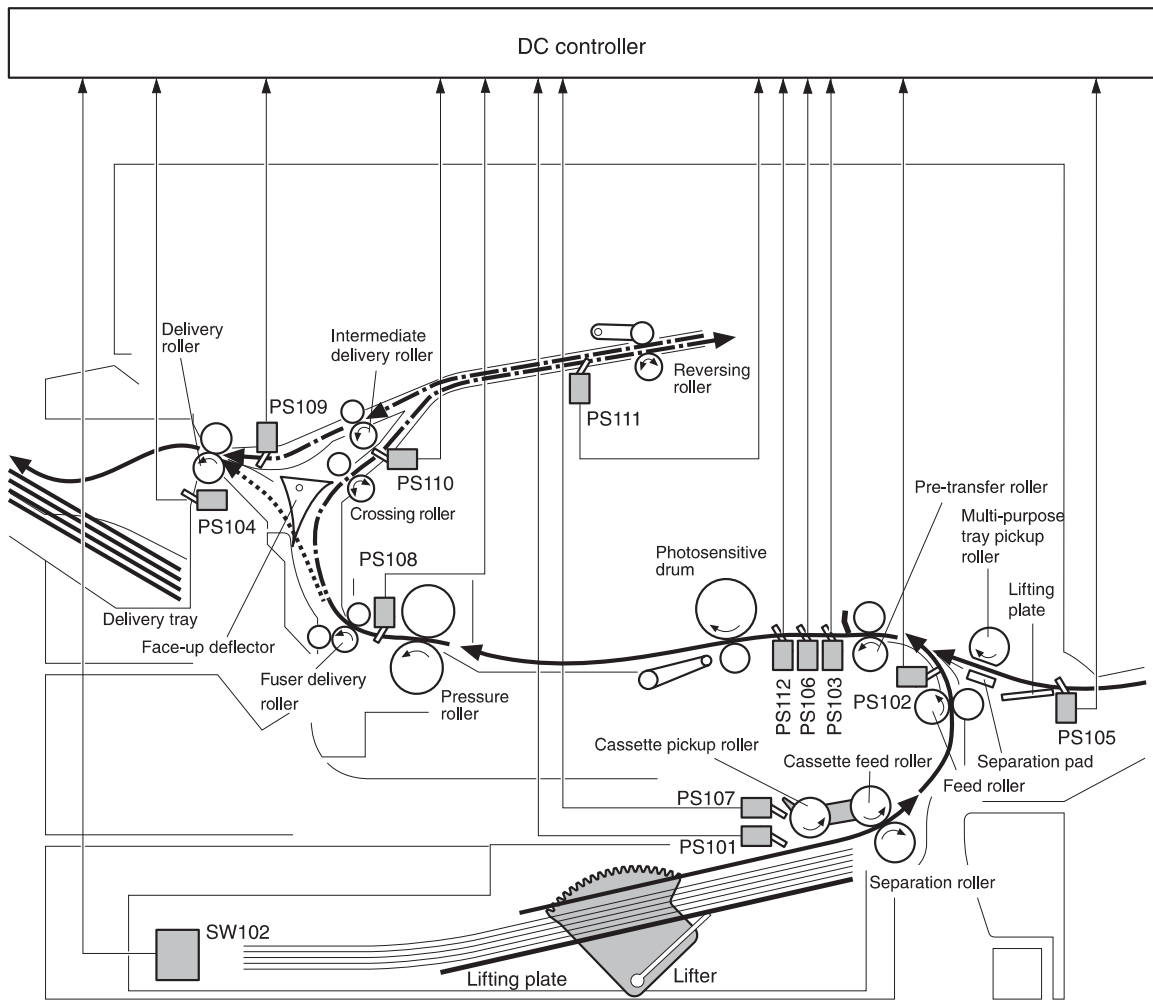 DC controller
Delivery
roller
Intermediate
delivery roller
PS109
Reversing
roller
PS111
PS110
Pre-transfer roller
PS104
Crossing roller
Multi-purpose
tray pickup
roller
PS108
Photosensitive
drum
Lifting
plate
Delivery tray
Face-up deflector
Fuser delivery
roller
Pressure
roller
PS112
PS106
PS103
PS102
PS105
Cassette pickup roller
Cassette feed roller
Separation pad
Feed roller
PS107
PS101
Separation roller
SW102
Lifting plate
Lifter